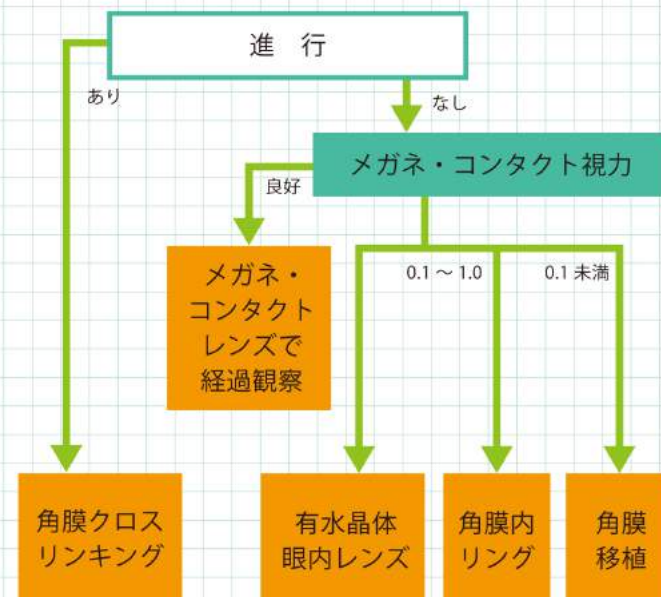 進　行
あり
なし
メガネ・コンタクト視力
良好
メガネ・
コンタクト
レンズで
経過観察
0.1 ～ 1.0
0.1 未満
角膜クロス
リンキング
有水晶体
眼内レンズ
角膜内
リング
角膜
移植